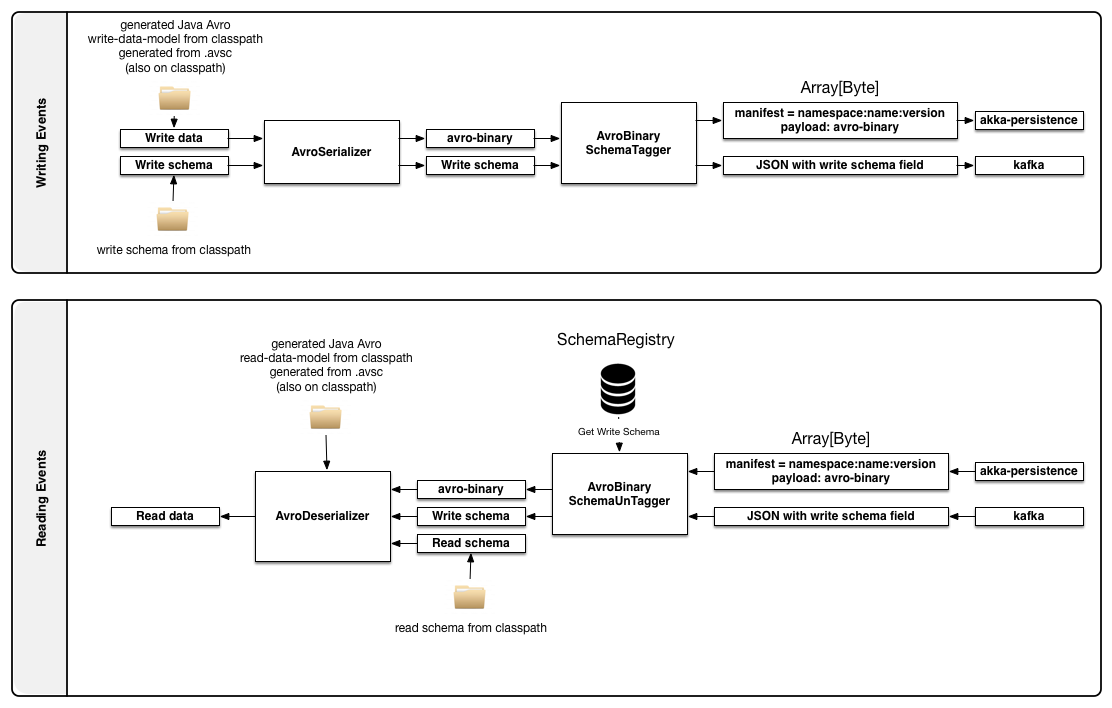 Writing Events
generated Java Avro
write-data-model from classpath
generated from .avsc
(also on classpath)
Write data
Write schema
write schema from classpath
AvroSerializer
avro-binary
Write schema
AvroBinary
SchemaTagger
Array[Byte]
manifest = namespace:name:version
payload: avro-binary
JSON with write schema field
akka-persistence
kafka
Reading Events
generated Java Avro
read-data-model from classpath
generated from .avsc
(also on classpath)
Read data
AvroDeserializer
avro-binary
Write schema
Read schema
read schema from classpath
SchemaRegistry
Get Write Schema
AvroBinary
SchemaUnTagger
Array[Byte]
manifest = namespace:name:version
payload: avro-binary
JSON with write schema field
akka-persistence
kafka